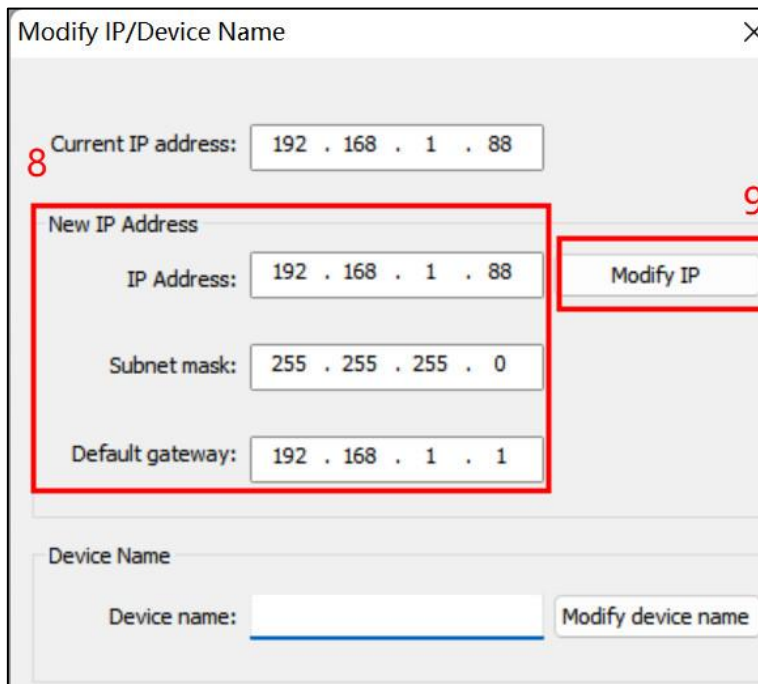 Modify IP/Device Name
Current IP address: 192 . 168 . 1 . 88
8
9
New IP Address
IP Address: 192 . 168 . 1 . 88
Modify IP
Subnet mask: 255 . 255 . 255 . 0
Default gateway: 192 . 168 . 1 . 1
Device Name
Device name:
Modify device name